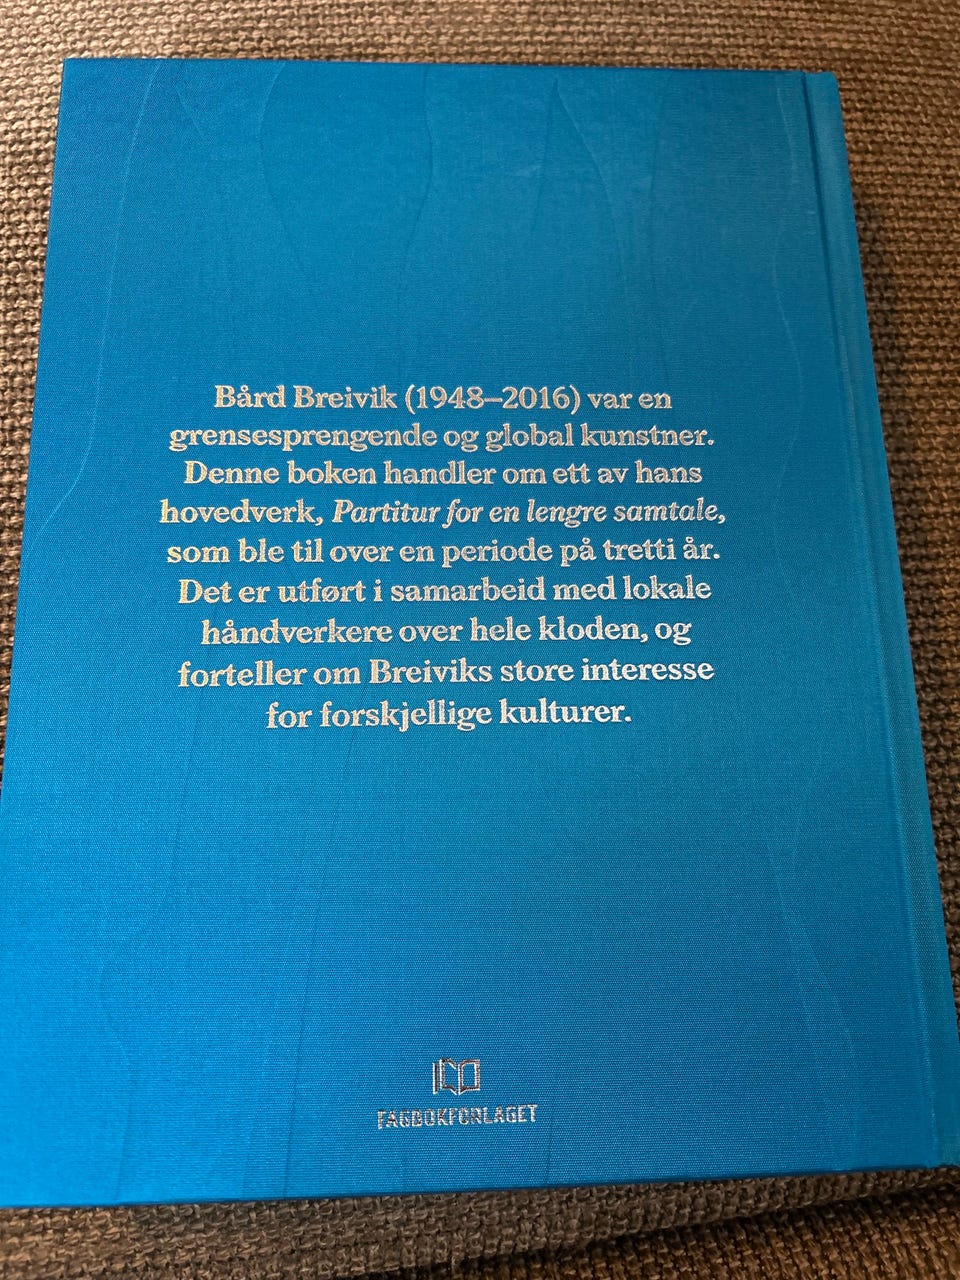 Bård Breivik (1948–2016) var en
grensesprengende og global kunstner.
Denne boken handler om ett av hans
hovedverk, Partitur for en lengre samtale,
som ble til over en periode på tretti år.
Det er utført i samarbeid med lokale
håndverkere over hele kloden, og
forteller om Breiviks store interesse
for forskjellige kulturer.
FAGBOKFORLAGET